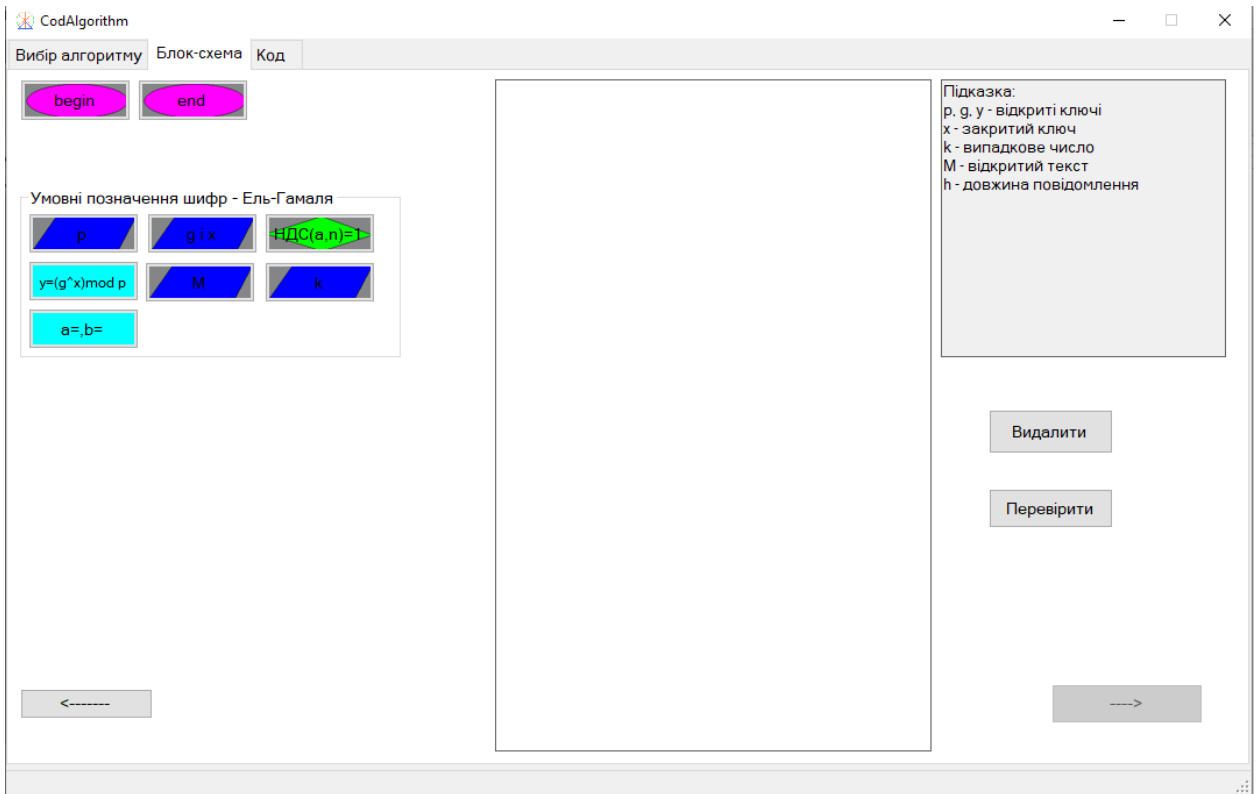 CodAlgorithm
Вибір алгоритму Блок-схема Код
begin end
Підказка:
p, g, y - відкриті ключі
x - закритий ключ
k - випадкове число
M - відкритий текст
h - довжина повідомлення
Умовні позначення шифр - Ель-Гамаля
p g i x НДС(a,n)=1
y=(g^x)mod p M k
a=,b=
Видалити
Перевірити
<-------
---->